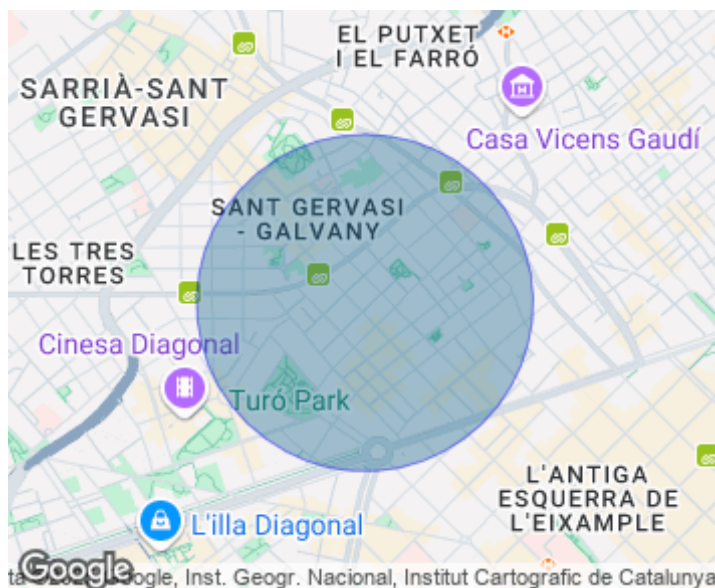 EL PUTXET
I EL FARRÓ
SARRIÀ-SANT
GERVASI
Casa Vicens Gaudí
SANT GERVASI
- GALVANY
LES TRES
TORRES
Cinesa Diagonal
Turó Park
L'ANTIGA
ESQUERRA DE
L'EIXAMPLE
L'illa Diagonal
Google
Google, Inst. Geogr. Nacional, Institut Cartogràfic de Catalunya